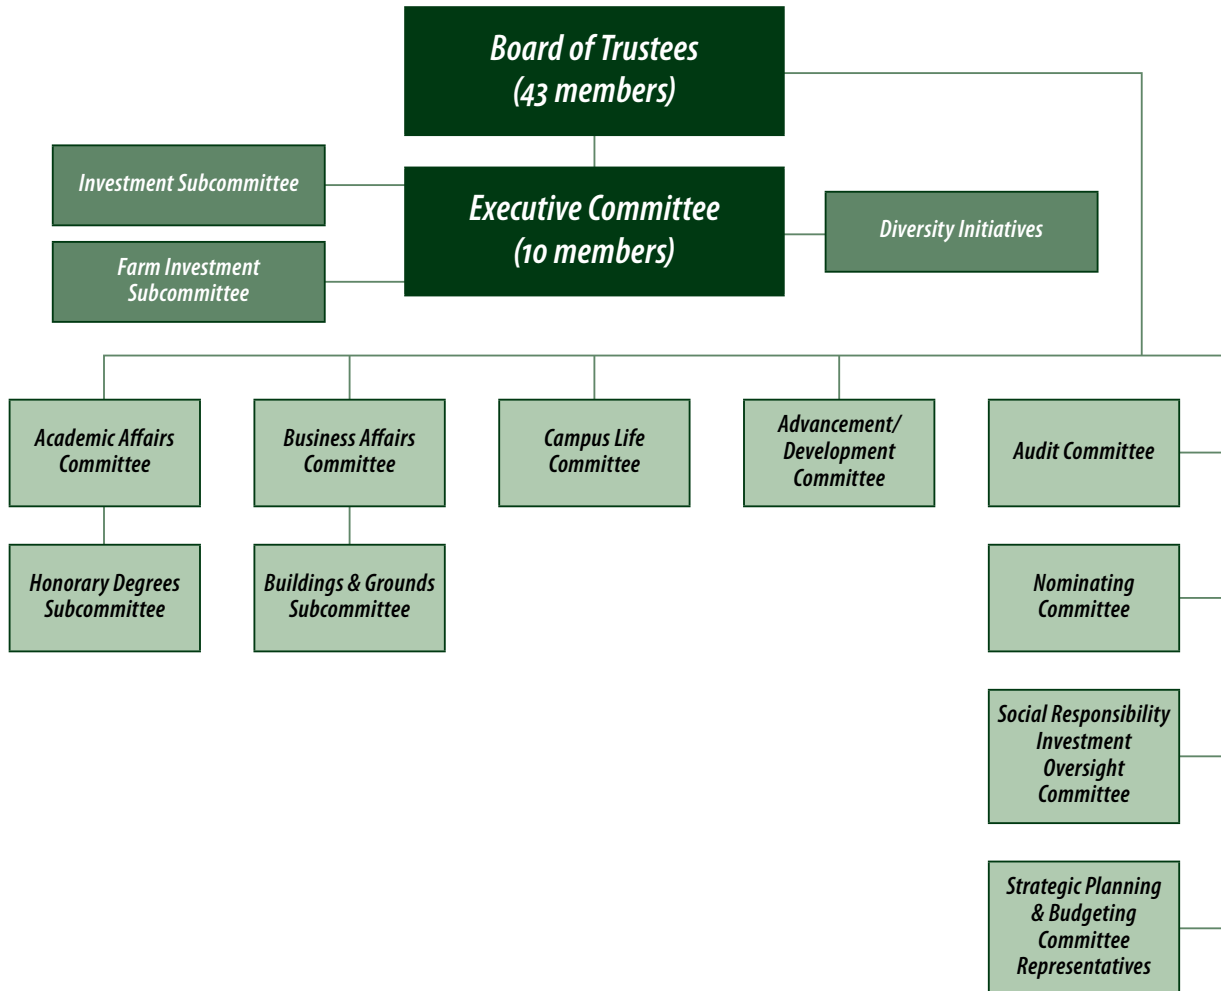 Board of Trustees
(43 members)
Investment Subcommittee
Executive Committee
(10 members)
Diversity Initiatives
Farm Investment
Subcommittee
Academic Affairs
Committee
Business Affairs
Committee
Campus Life
Committee
Advancement/
Development
Committee
Audit Committee
Honorary Degrees
Subcommittee
Buildings & Grounds
Subcommittee
Nominating
Committee
Social Responsibility
Investment
Oversight
Committee
Strategic Planning
& Budgeting
Committee
Representatives